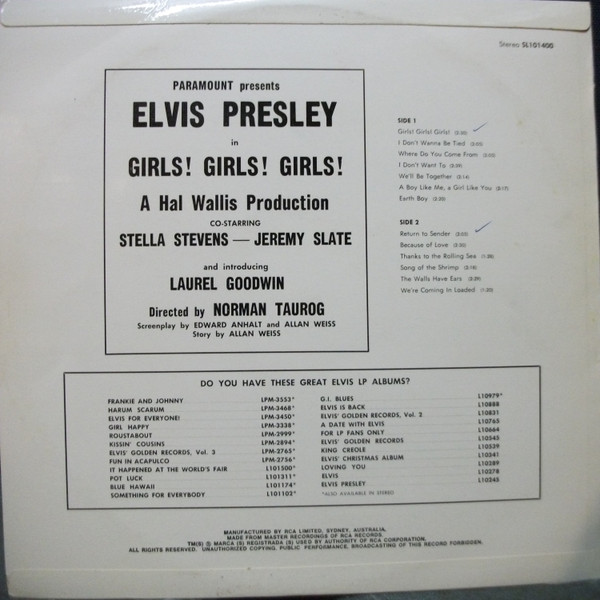 Stereo SL101400
PARAMOUNT presents
ELVIS PRESLEY
in
GIRLS! GIRLS! GIRLS!
A Hal Wallis Production
CO-STARRING
STELLA STEVENS — JEREMY SLATE
and introducing
LAUREL GOODWIN
Directed by NORMAN TAUROG
Screenplay by EDWARD ANHALT and ALLAN WEISS
Story by ALLAN WEISS
SIDE 1
Girls! Girls! Girls!
I Don't Wanna Be Tied
Where Do You Come From
I Don't Want To
We'll Be Together
A Boy Like Me, a Girl Like You
Earth Boy
SIDE 2
Return to Sender
Because of Love
Thanks to the Rolling Sea
Song of the Shrimp
The Walls Have Ears
We're Coming In Loaded
DO YOU HAVE THESE GREAT ELVIS LP ALBUMS?
FRANKIE AND JOHNNY LPM-3553*
HARUM SCARUM LPM-3468*
ELVIS FOR EVERYONE! LPM-3450*
GIRL HAPPY LPM-3338*
ROUSTABOUT LPM-2999*
KISSIN' COUSINS LPM-2894*
ELVIS' GOLDEN RECORDS, Vol. 3 LPM-2765*
FUN IN ACAPULCO LPM-2756*
IT HAPPENED AT THE WORLD'S FAIR L101500*
POT LUCK L101311*
BLUE HAWAII L101174*
SOMETHING FOR EVERYBODY L101103*
G.I. BLUES L10979*
ELVIS IS BACK L10888
ELVIS' GOLDEN RECORDS, Vol. 2 L10831
A DATE WITH ELVIS L10765
FOR LP FANS ONLY L10664
ELVIS' GOLDEN RECORDS L10545
KING CREOLE L10539
ELVIS' CHRISTMAS ALBUM L10541
LOVING YOU L10289
ELVIS L10278
ELVIS PRESLEY L10245
*ALSO AVAILABLE IN STEREO
MANUFACTURED BY RCA LIMITED, SYDNEY, AUSTRALIA,
MADE FROM MASTER RECORDINGS OF RCA RECORDS.
TM(S) ® MARCA (S) REGISTRADA (S) USED BY AUTHORITY OF RCA CORPORATION.
ALL RIGHTS RESERVED. UNAUTHORIZED COPYING, PUBLIC PERFORMANCE, BROADCASTING OF THIS RECORD FORBIDDEN.